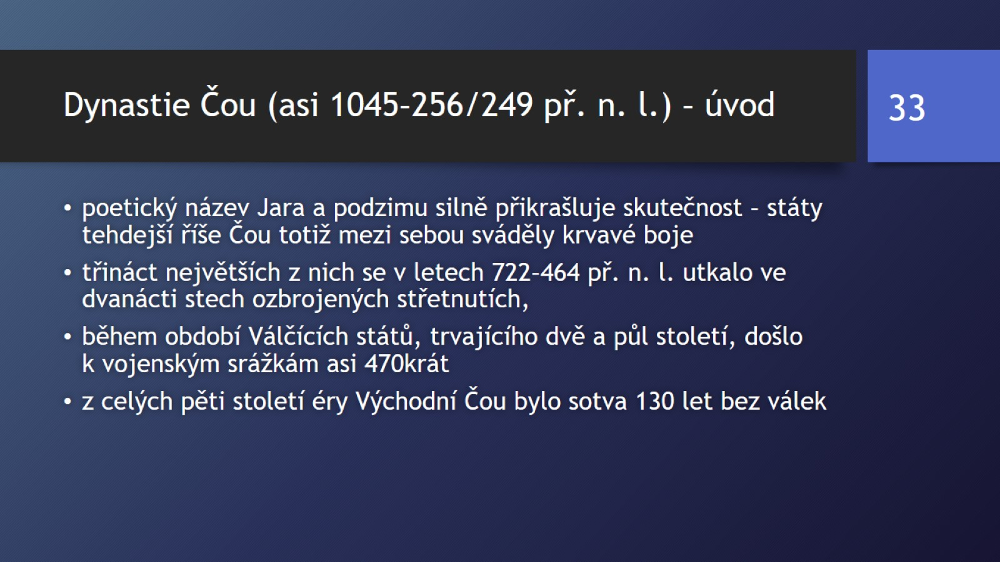 Dynastie Čou (asi 1045–256/249 př. n. l.) – úvod
33
• poetický název Jara a podzimu silně přikrašluje skutečnost – státy
tehdejší říše Čou totiž mezi sebou sváděly krvavé boje
• třináct největších z nich se v letech 722–464 př. n. l. utkalo ve
dvanácti stech ozbrojených střetnutích,
• během období Válčících států, trvajícího dvě a půl století, došlo
k vojenským srážkám asi 470krát
• z celých pěti století éry Východní Čou bylo sotva 130 let bez válek